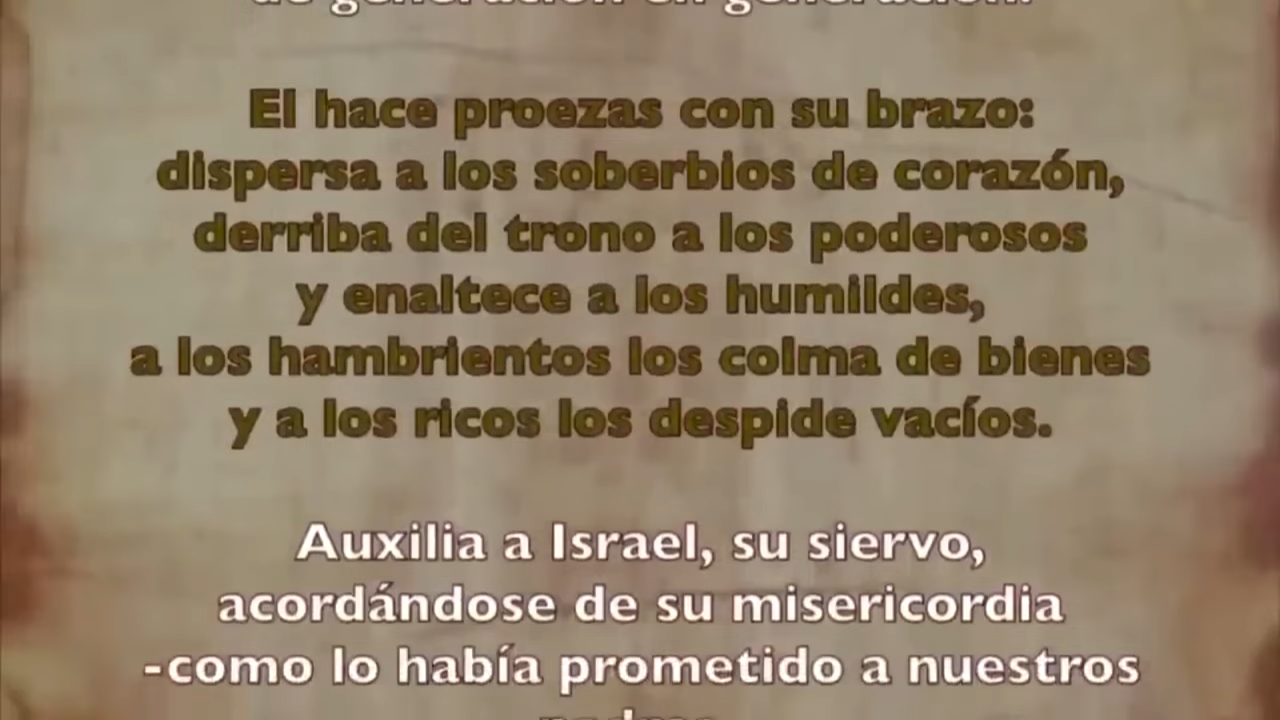 de generación en generación.
El hace proezas con su brazo:
dispersa a los soberbios de corazón,
derriba del trono a los poderosos
y enaltece a los humildes,
a los hambrientos los colma de bienes
y a los ricos los despide vacíos.
Auxilia a Israel, su siervo,
acordándose de su misericordia
-como lo había prometido a nuestros